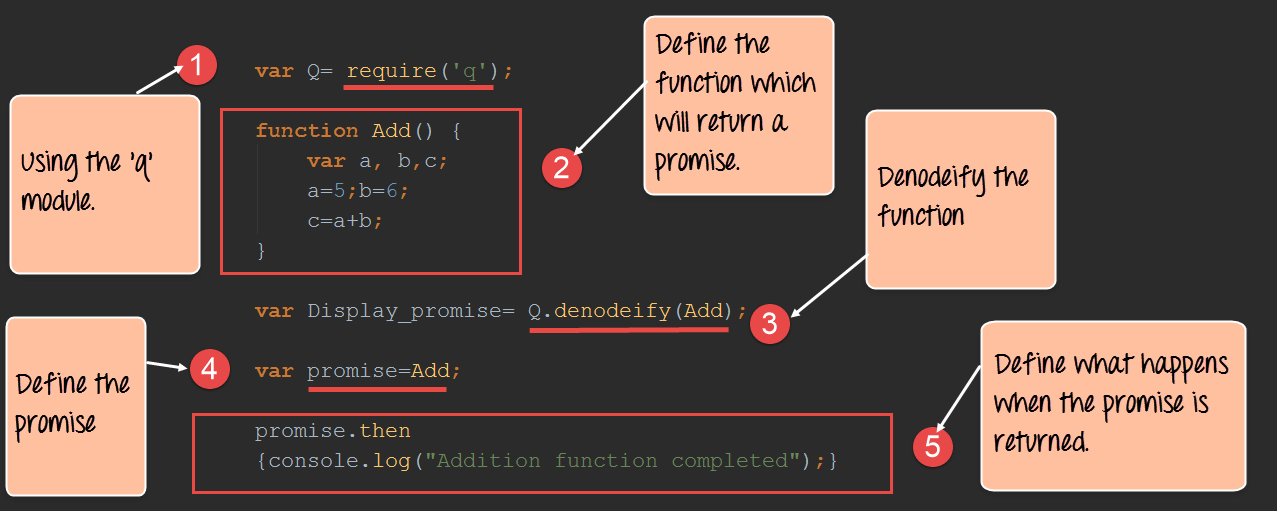 1
var Q= require('q');
Using the 'q'
module.
function Add() {
var a, b,c;
a=5;b=6;
c=a+b;
}
2
Define the
function which
will return a
promise.
Denodeify the
function
var Display_promise= Q.denodeify(Add);
3
4
Define the
promise
var promise=Add;
promise.then
{console.log("Addition function completed");}
5
Define what happens
when the promise is
returned.